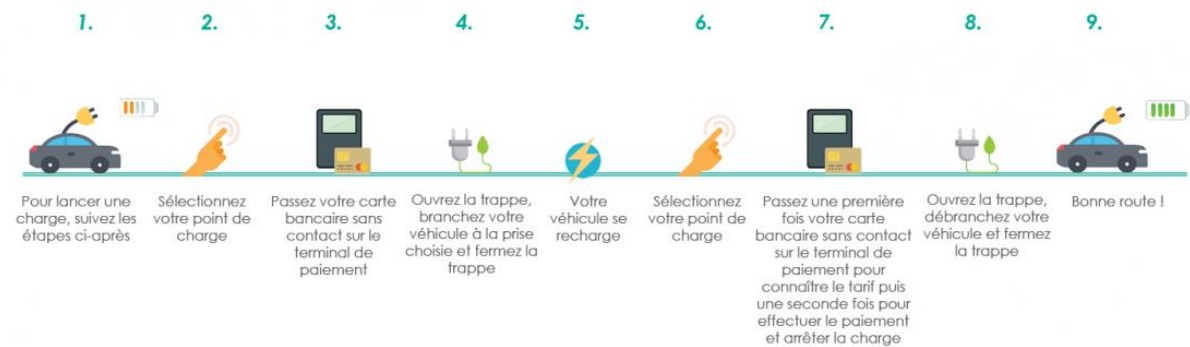 1.
2.
3.
4.
5.
6.
7.
8.
9.
Pour lancer une
charge, suivez les
étapes ci-après
Sélectionnez
votre point de
charge
Passez votre carte
bancaire sans
contact sur le
terminal de
paiement
Ouvrez la trappe,
branchez votre
véhicule à la prise
choisie et fermez la
trappe
Votre
véhicule se
recharge
Sélectionnez
votre point de
charge
Passez une première
fois votre carte
bancaire sans contact
sur le terminal de
paiement pour
connaître le tarif puis
une seconde fois pour
effectuer le paiement
et arrêter la charge
Ouvrez la trappe,
débranchez votre
véhicule et fermez
la trappe
Bonne route !